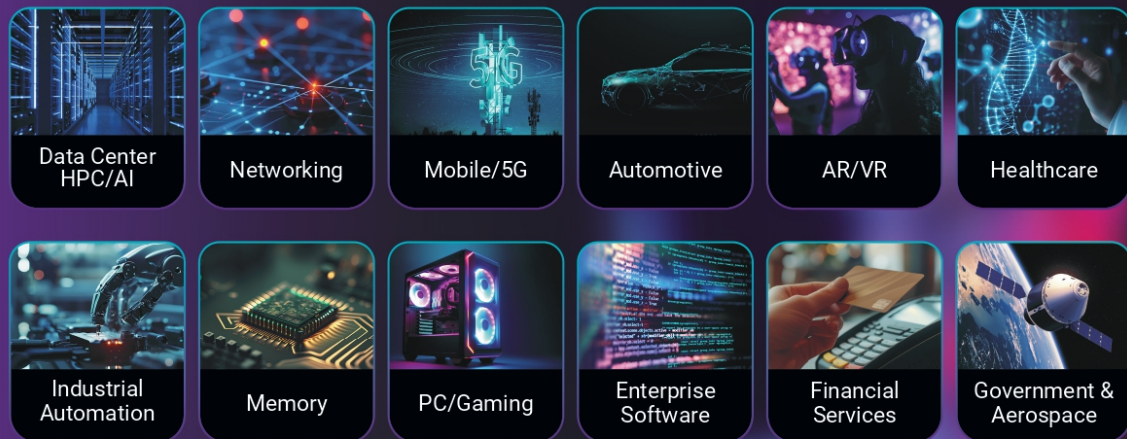 5G
Data Center
HPC/AI
Networking
Mobile/5G
Automotive
AR/VR
Healthcare
Industrial
Automation
Memory
PC/Gaming
Enterprise
Software
Financial
Services
Government &
Aerospace